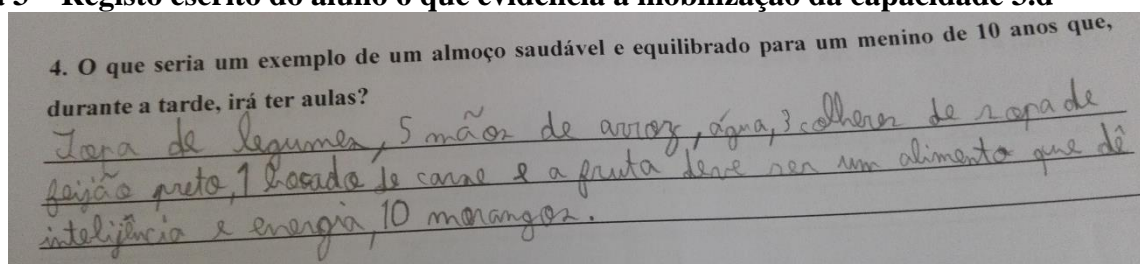 Registo escrito do aluno o que evidencia a mobilização da capacidade 3.d
4. O que seria um exemplo de um almoço saudável e equilibrado para um menino de 10 anos que,
durante a tarde, irá ter aulas?
Sopa de legumes, 5 mãos de arroz, água, 3 colheres de sopa de
feijão preto, 1 bocado de carne e a fruta deve ser um alimento que dê
intelijência e energia, 10 morangos.